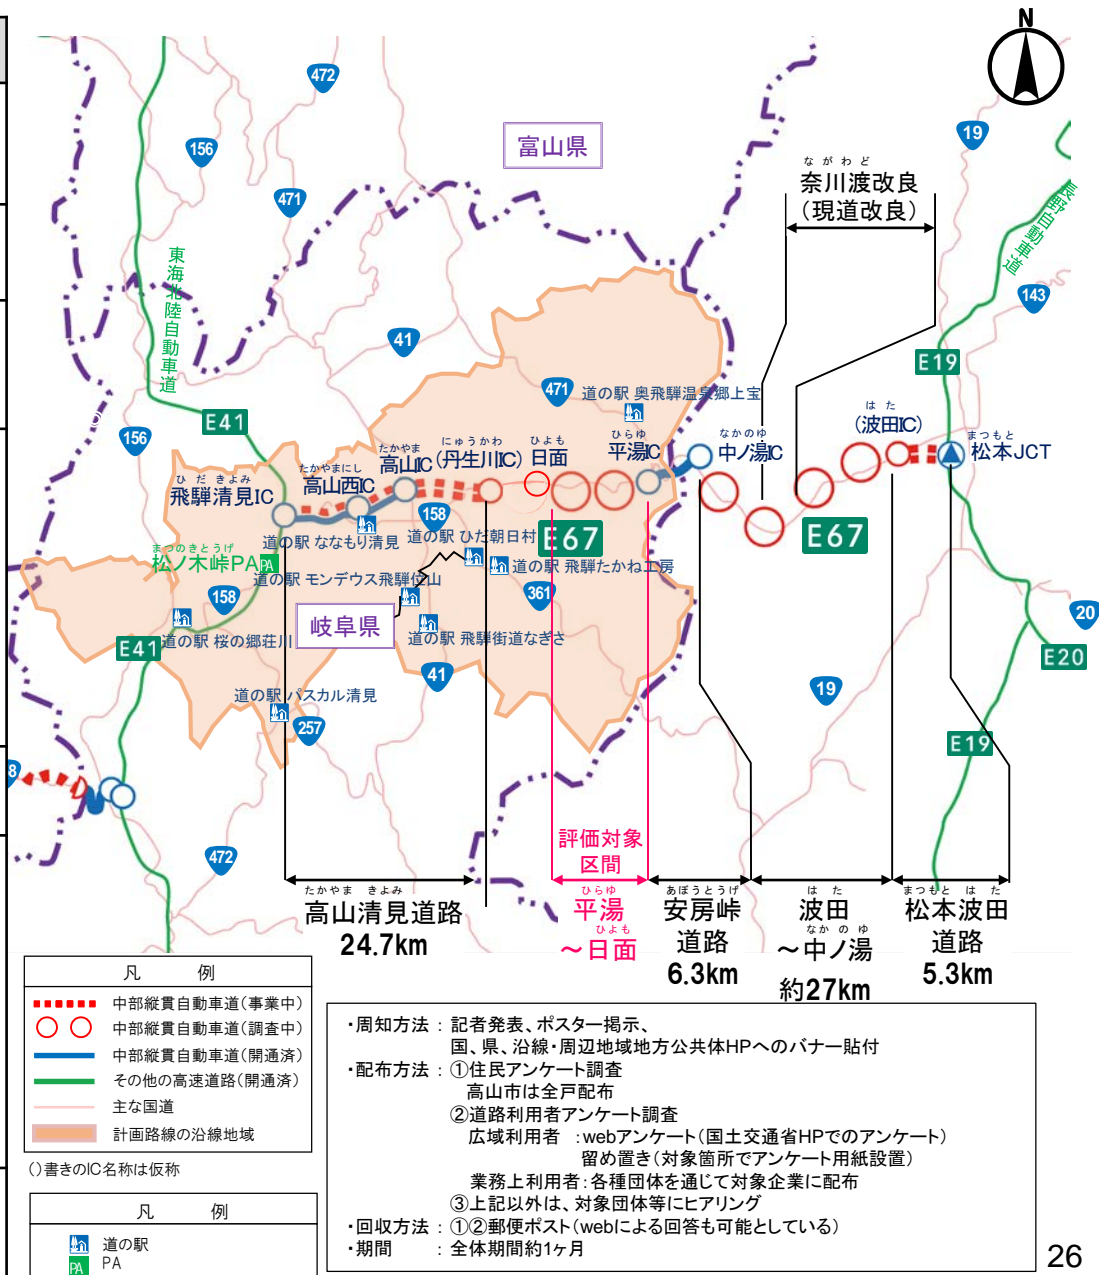 N
472
富山県
19
156
471
ながわど
奈川渡改良
(現道改良)
長野自動車道
東海北陸自動車道
143
41
E19
471
道の駅 奥飛騨温泉郷上宝
E41
156
はた
(波田IC)
まつもと
松本JCT
なかのゆ
中ノ湯IC
ひらゆ
平湯IC
ひよも
日面
にゅうかわ
(丹生川IC)
たかやま
高山IC
たかやまにし
高山西IC
ひだきよみ
飛騨清見IC
158
E67
E67
道の駅 ななもり清見
道の駅 ひだ朝日村
まつのきとうげ
松ノ木峠PA
PA
道の駅 飛騨たかね工房
道の駅 モンデウス飛騨位山
158
361
岐阜県
20
道の駅 桜の郷荘川
E41
道の駅 飛騨街道なぎさ
E20
41
19
道の駅 パスカル清見
257
E19
8
472
評価対象
区間
たかやま きよみ
高山清見道路
24.7km
ひらゆ
平湯
ひよも
~日面
あぼうとうげ
安房峠
道路
6.3km
はた
波田
なかのゆ
~中ノ湯
約27km
まつもと はた
松本波田
道路
5.3km
凡 例
中部縦貫自動車道(事業中)
中部縦貫自動車道(調査中)
中部縦貫自動車道(開通済)
その他の高速道路(開通済)
主な国道
計画路線の沿線地域
()書きのIC名称は仮称
凡 例
道の駅
PA PA
・周知方法 : 記者発表、ポスター掲示、
国、県、沿線・周辺地域地方公共体HPへのバナー貼付
・配布方法 : ①住民アンケート調査
高山市は全戸配布
②道路利用者アンケート調査
広域利用者 :webアンケート(国土交通省HPでのアンケート)
留め置き(対象箇所でアンケート用紙設置)
業務上利用者:各種団体を通じて対象企業に配布
③上記以外は、対象団体等にヒアリング
・回収方法 : ①②郵便ポスト(webによる回答も可能としている)
・期間 : 全体期間約1ヶ月
26